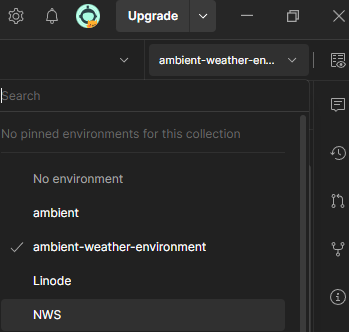 Upgrade
ambient-weather-en...
Search
No pinned environments for this collection
No environment
ambient
ambient-weather-environment
Linode
NWS